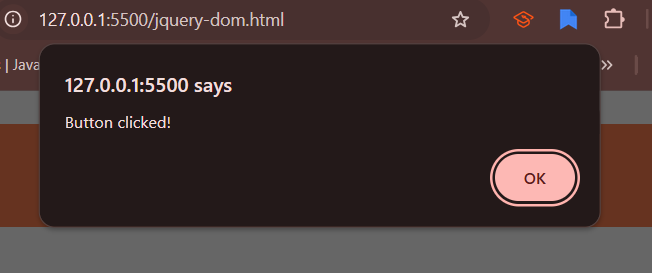 127.0.0.1:5500/jquery-dom.html
| Java
127.0.0.1:5500 says
Button clicked!
OK